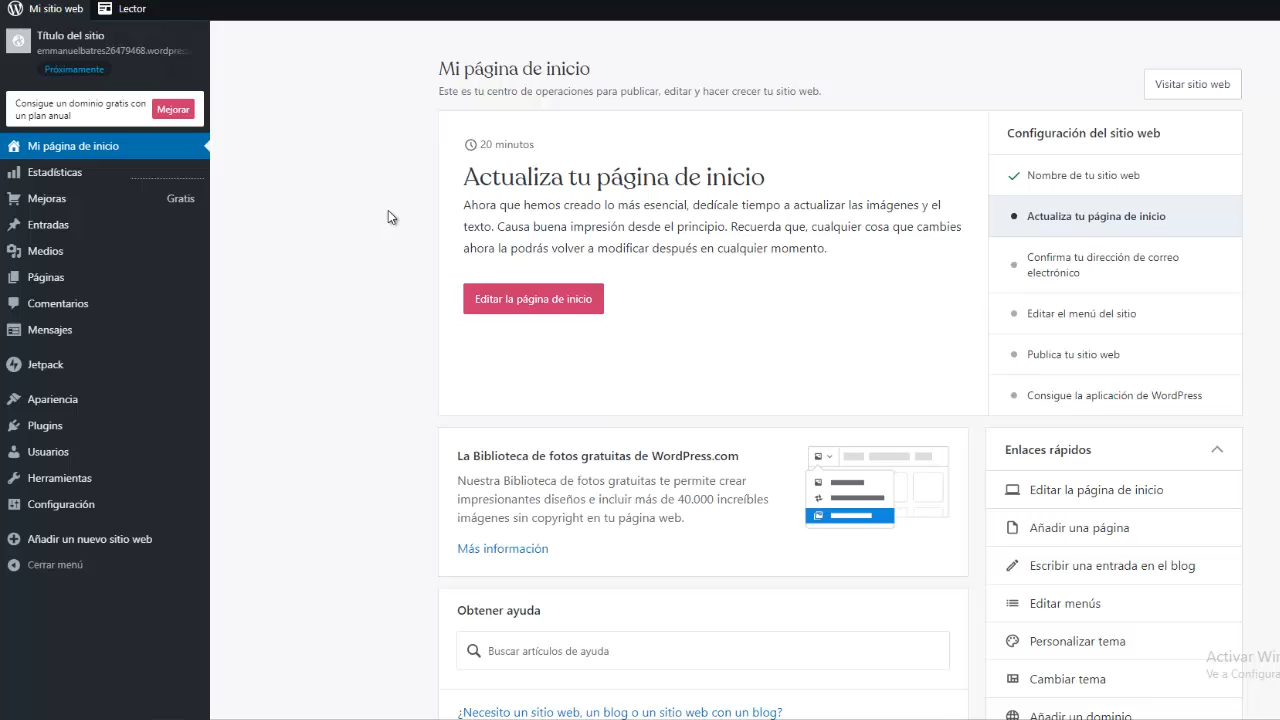 Mi sitio web
Lector
Título del sitio
emmanuelbatres26479468.wordpres
Próximamente
Consigue un dominio gratis con
un plan anual
Mejorar
Mi página de inicio
Estadísticas
Mejoras
Gratis
Entradas
Medios
Páginas
Comentarios
Mensajes
Jetpack
Apariencia
Plugins
Usuarios
Herramientas
Configuración
Añadir un nuevo sitio web
Cerrar menú
Mi página de inicio
Este es tu centro de operaciones para publicar, editar y hacer crecer tu sitio web.
Visitar sitio web
20 minutos
Actualiza tu página de inicio
Ahora que hemos creado lo más esencial, dedícale tiempo a actualizar las imágenes y el
texto. Causa buena impresión desde el principio. Recuerda que, cualquier cosa que cambies
ahora la podrás volver a modificar después en cualquier momento.
Editar la página de inicio
Configuración del sitio web
Nombre de tu sitio web
Actualiza tu página de inicio
Confirma tu dirección de correo
electrónico
Editar el menú del sitio
Publica tu sitio web
Consigue la aplicación de WordPress
La Biblioteca de fotos gratuitas de WordPress.com
Nuestra Biblioteca de fotos gratuitas te permite crear
impresionantes diseños e incluir más de 40.000 increíbles
imágenes sin copyright en tu página web.
Más información
Obtener ayuda
Buscar artículos de ayuda
¿Necesito un sitio web, un blog o un sitio web con un blog?
Enlaces rápidos
Editar la página de inicio
Añadir una página
Escribir una entrada en el blog
Editar menús
Personalizar tema
Cambiar tema
Añadir un dominio
Activar Win
Ve a Configura